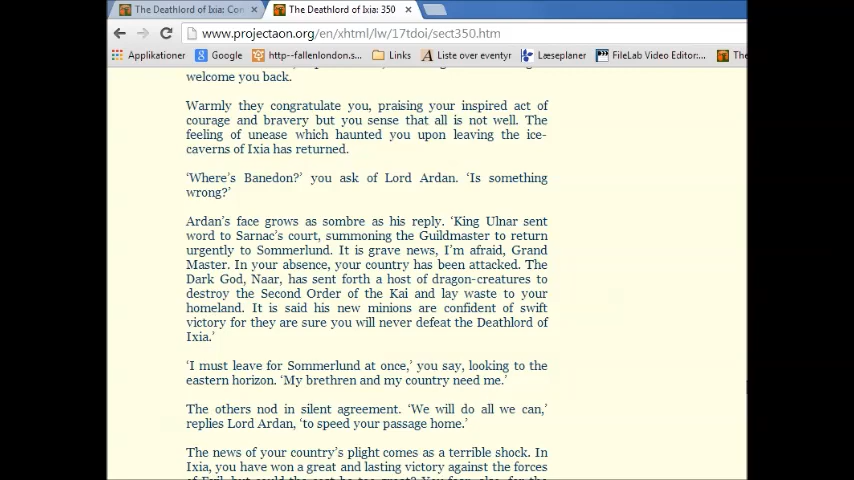 The Deathlord of Ixia: Con
The Deathlord of Ixia: 350
www.projectaon.org/en/xhtml/lw/17tdoi/sect350.htm
Applikationer
Google
http--fallenlondon.s...
Links
Liste over eventyr
Læseplaner
FileLab Video Editor:...
The
welcome you back.
Warmly they congratulate you, praising your inspired act of
courage and bravery but you sense that all is not well. The
feeling of unease which haunted you upon leaving the ice-
caverns of Ixia has returned.
‘Where’s Banedon?’ you ask of Lord Ardan. ‘Is something
wrong?’
Ardan’s face grows as sombre as his reply. ‘King Ulnar sent
word to Sarnac’s court, summoning the Guildmaster to return
urgently to Sommerlund. It is grave news, I’m afraid, Grand
Master. In your absence, your country has been attacked. The
Dark God, Naar, has sent forth a host of dragon-creatures to
destroy the Second Order of the Kai and lay waste to your
homeland. It is said his new minions are confident of swift
victory for they are sure you will never defeat the Deathlord of
Ixia.’
‘I must leave for Sommerlund at once,’ you say, looking to the
eastern horizon. ‘My brethren and my country need me.’
The others nod in silent agreement. ‘We will do all we can,’
replies Lord Ardan, ‘to speed your passage home.’
The news of your country’s plight comes as a terrible shock. In
Ixia, you have won a great and lasting victory against the forces